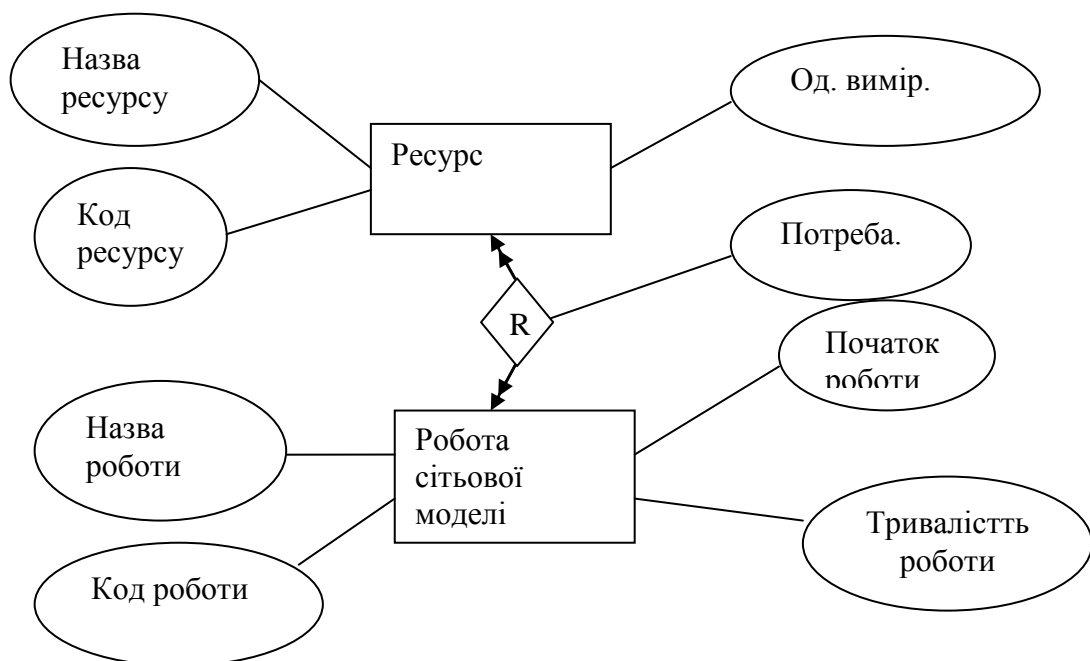 Назва
ресурсу
Од. вимір.
Ресурс
Код
ресурсу
Потреба.
R
Початок
роботи
Назва
роботи
Робота
сітьової
моделі
Тривалістть
роботи
Код роботи